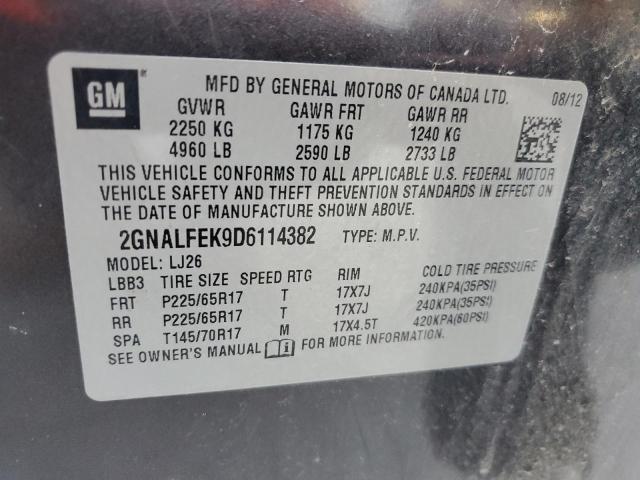 GM
MFD BY GENERAL MOTORS OF CANADA LTD. 08/12
GVWR GAWR FRT GAWR RR
2250 KG 1175 KG 1240 KG
4960 LB 2590 LB 2733 LB
THIS VEHICLE CONFORMS TO ALL APPLICABLE U.S. FEDERAL MOTOR
VEHICLE SAFETY AND THEFT PREVENTION STANDARDS IN EFFECT ON
THE DATE OF MANUFACTURE SHOWN ABOVE.
2GNALFEK9D6114382 TYPE: M.P.V.
MODEL: LJ26
LBB3 TIRE SIZE SPEED RTG RIM COLD TIRE PRESSURE
FRT P225/65R17 T 17X7J 240KPA(35PSI)
RR P225/65R17 T 17X7J 240KPA(35PSI)
SPA T145/70R17 M 17X4.5T 420KPA(60PSI)
SEE OWNER'S MANUAL i FOR MORE INFORMATION.